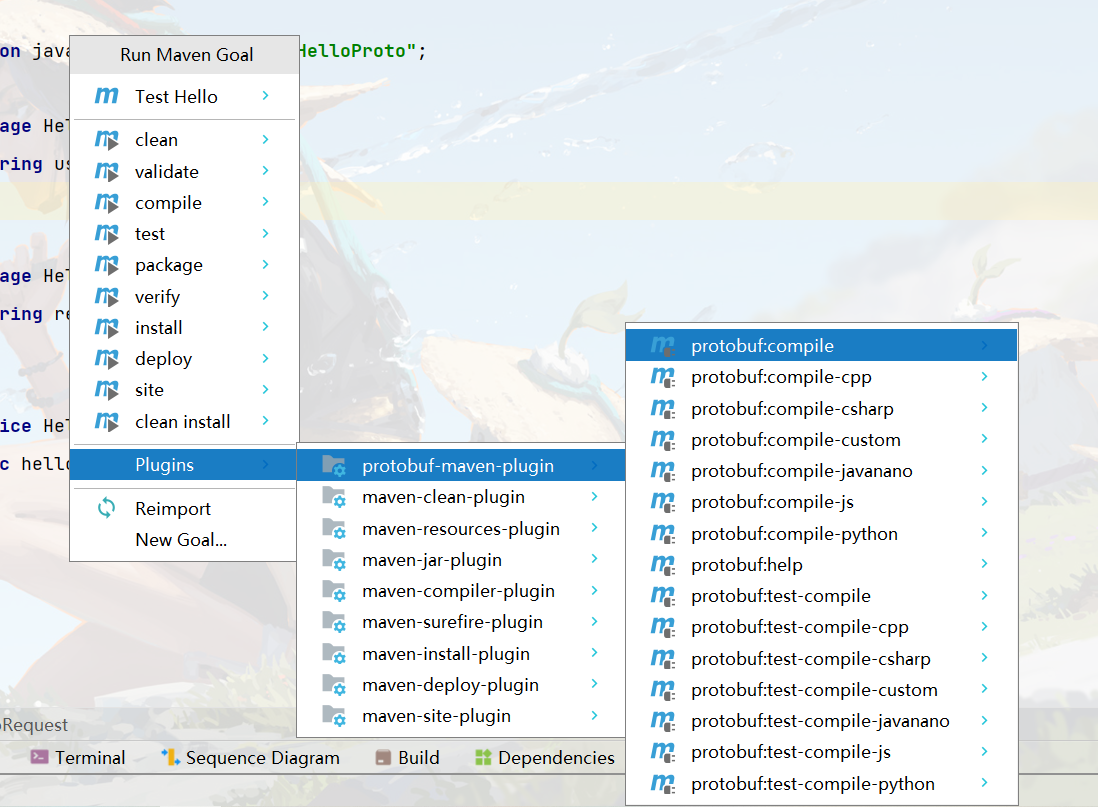 on java HelloProto";
Run Maven Goal
Test Hello
clean
validate
compile
test
package
verify
install
deploy
site
clean install
Plugins
Reimport
New Goal...
age Hel
ring us
age Hel
ring re
ice Hel
c hello
protobuf-maven-plugin
maven-clean-plugin
maven-resources-plugin
maven-jar-plugin
maven-compiler-plugin
maven-surefire-plugin
maven-install-plugin
maven-deploy-plugin
maven-site-plugin
protobuf:compile
protobuf:compile-cpp
protobuf:compile-csharp
protobuf:compile-custom
protobuf:compile-javanano
protobuf:compile-js
protobuf:compile-python
protobuf:help
protobuf:test-compile
protobuf:test-compile-cpp
protobuf:test-compile-csharp
protobuf:test-compile-custom
protobuf:test-compile-javanano
protobuf:test-compile-js
protobuf:test-compile-python
Request
Terminal Sequence Diagram Build Dependencies